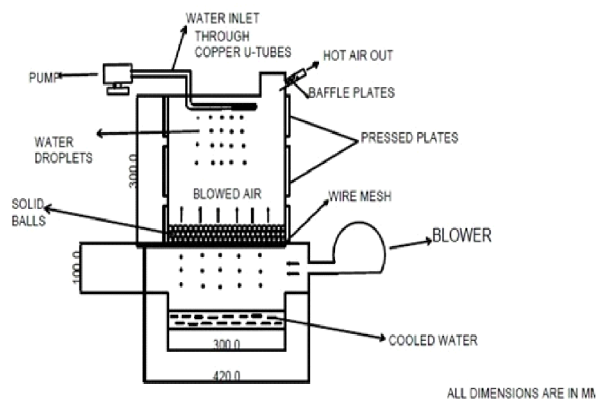 WATER INLET
THROUGH
COPPER U-TUBES
HOT AIR OUT
PUMP
BAFFLE PLATES
WATER
DROPLETS
PRESSED PLATES
300.0
BLOWED AIR
WIRE MESH
SOLID
BALLS
BLOWER
100.0
COOLED WATER
300.0
420.0
ALL DIMENSIONS ARE IN MM